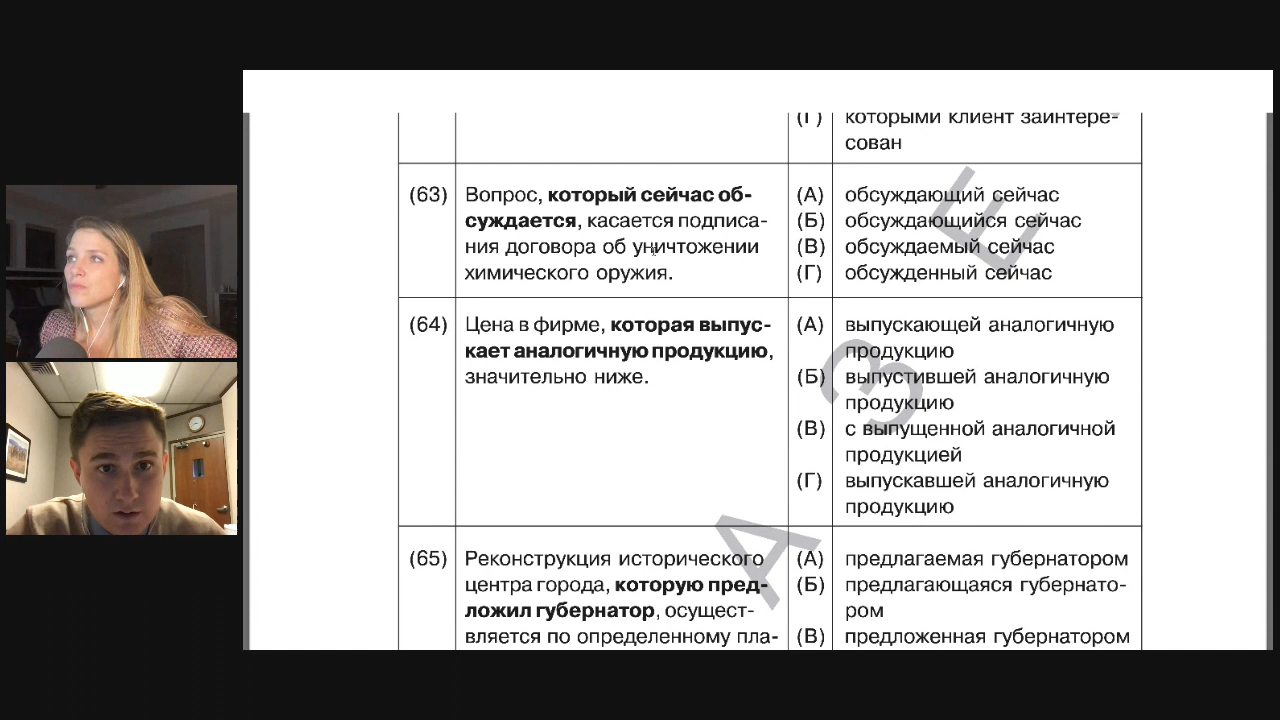 (Г) которыми клиент заинтере-
сован
(63) Вопрос, который сейчас об-
суждается, касается подписа-
ния договора об уничтожении
химического оружия.
(А) обсуждающий сейчас
(Б) обсуждающийся сейчас
(В) обсуждаемый сейчас
(Г) обсужденный сейчас
(64) Цена в фирме, которая выпус-
кает аналогичную продукцию,
значительно ниже.
(А) выпускающей аналогичную
продукцию
(Б) выпустившей аналогичную
продукцию
(В) с выпущенной аналогичной
продукцией
(Г) выпускавшей аналогичную
продукцию
(65) Реконструкция исторического
центра города, которую пред-
ложил губернатор, осущест-
вляется по определенному пла-
(А) предлагаемая губернатором
(Б) предлагающаяся губернато-
ром
(В) предложенная губернатором
А З Е